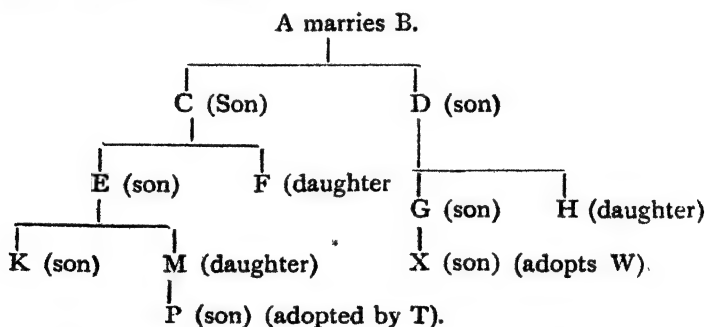 A marries B.
C (Son) D (son)
E (son) F (daughter G (son) H (daughter)
K (son) M (daughter) X (son) (adopts W).
P (son) (adopted by T).